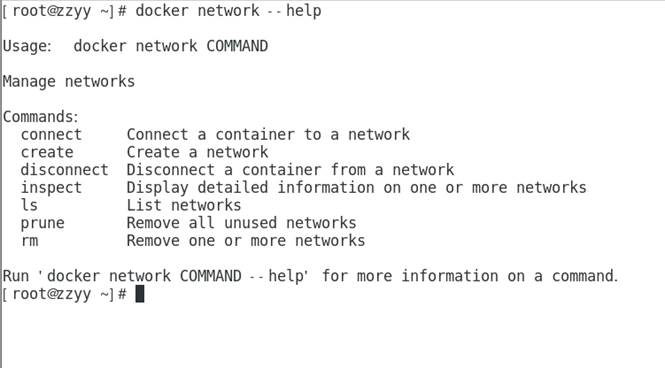 [root@zzyy ~]# docker network --help
Usage:  docker network COMMAND
Manage networks
Commands:
  connect     Connect a container to a network
  create      Create a network
  disconnect  Disconnect a container from a network
  inspect     Display detailed information on one or more networks
  ls          List networks
  prune       Remove all unused networks
  rm          Remove one or more networks
Run 'docker network COMMAND --help' for more information on a command.
[root@zzyy ~]#